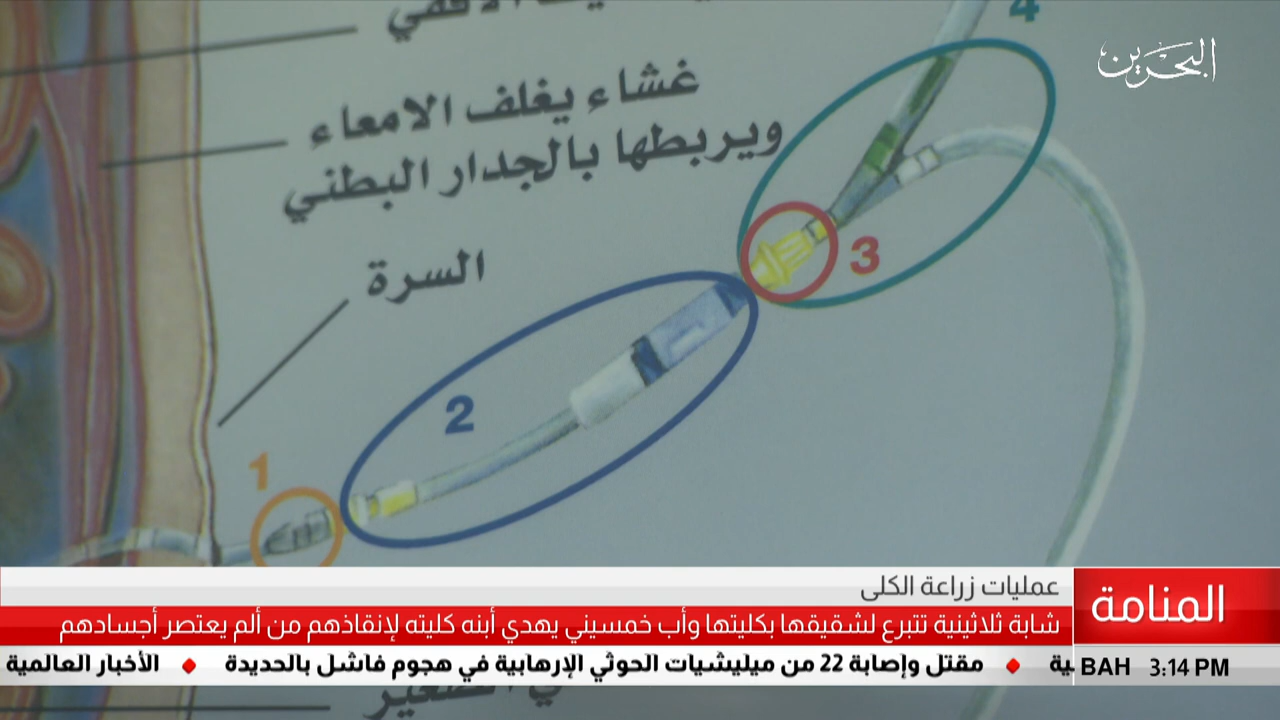 البحرين
4
غشاء يغلف الامعاء
ويربطها بالجدار البطني
3
السرة
2
1
عمليات زراعة الكلى
المنامة
شابة ثلاثينية تتبرع لشقيقها بكليتها وأب خمسيني يهدي أبنه كليته لإنقاذهم من ألم يعتصر أجسادهم
مقتل وإصابة 22 من ميليشيات الحوثي الإرهابية في هجوم فاشل بالحديدة ♦ الأخبار العالمية
BAH 3:14 PM